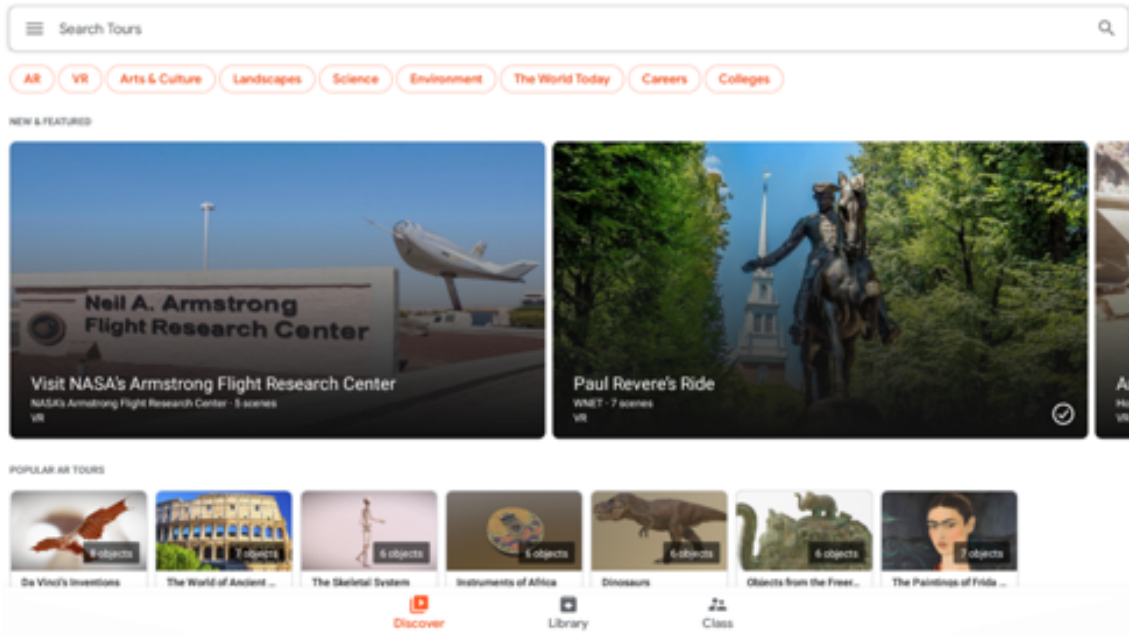 Search Tours
AR VR Arts & Culture Landscapes Science Environment The World Today Careers Colleges
NEW & FEATURED
Neil A. Armstrong
Flight Research Center
Visit NASA's Armstrong Flight Research Center
NASA's Armstrong Flight Research Center · 5 scenes
VR
Paul Revere's Ride
WNET · 7 scenes
VR
POPULAR AR TOURS
8 objects
7 objects
6 objects
6 objects
6 objects
6 objects
7 objects
Da Vinci's Inventions
The World of Ancient ...
The Skeletal System
Instruments of Africa
Dinosaurs
Objects from the Freer...
The Paintings of Frida ...
Discover
Library
Class